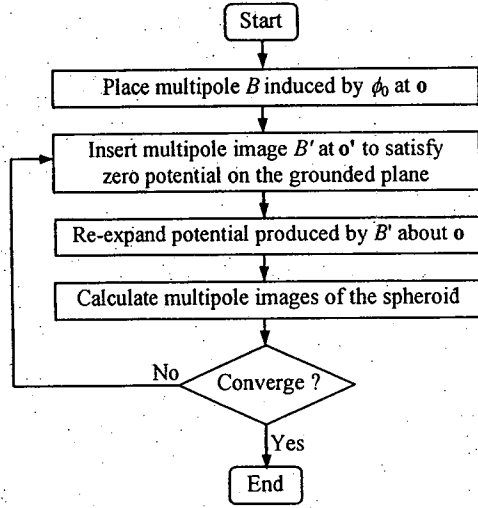 Start
Place multipole B induced by ϕ₀ at o
Insert multipole image B' at o' to satisfy
zero potential on the grounded plane
Re-expand potential produced by B' about o
Calculate multipole images of the spheroid
No
Converge ?
Yes
End